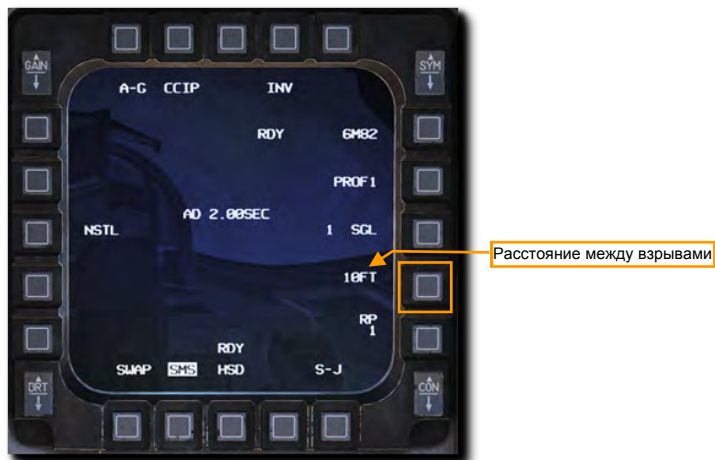 GAIN
SYM
A-G CCIP INV
RDY 6M82
PROF1
AD 2.00SEC
NSTL 1 SGL
Расстояние между взрывами
10FT
RP
1
RDY
SWAP SMS HSD S-J
BRT
CON